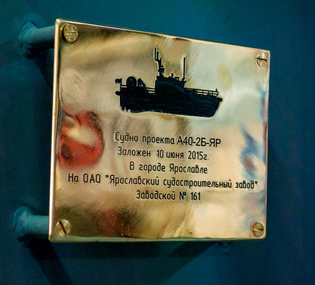 Судно проекта А40-2Б-ЯР
Заложен 10 июня 2015г.
В городе Ярославле
На ОАО "Ярославский судостроительный завод"
Заводской № 161